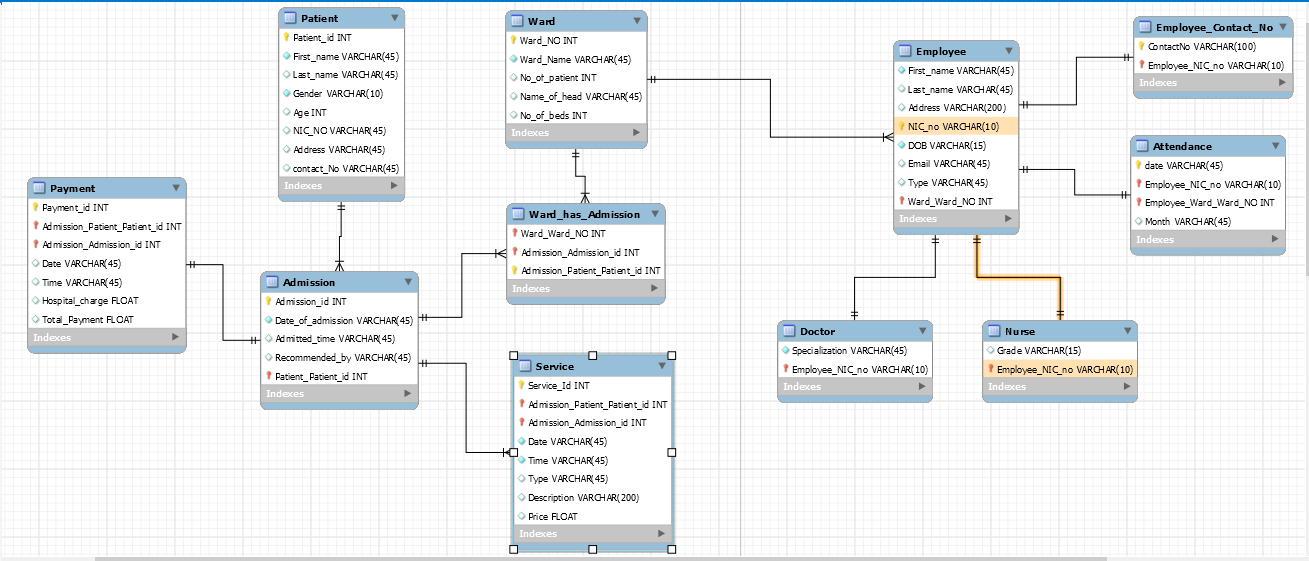 Patient
Patient_id INT
First_name VARCHAR(45)
Last_name VARCHAR(45)
Gender VARCHAR(10)
Age INT
NIC_NO VARCHAR(45)
Address VARCHAR(45)
contact_No VARCHAR(45)
Indexes
Ward
Ward_NO INT
Ward_Name VARCHAR(45)
No_of_patient INT
Name_of_head VARCHAR(45)
No_of_beds INT
Indexes
Employee
First_name VARCHAR(45)
Last_name VARCHAR(45)
Address VARCHAR(200)
NIC_no VARCHAR(10)
DOB VARCHAR(15)
Email VARCHAR(45)
Type VARCHAR(45)
Ward_Ward_NO INT
Indexes
Employee_Contact_No
ContactNo VARCHAR(100)
Employee_NIC_no VARCHAR(10)
Indexes
Attendance
date VARCHAR(45)
Employee_NIC_no VARCHAR(10)
Employee_Ward_Ward_NO INT
Month VARCHAR(45)
Indexes
Payment
Payment_id INT
Admission_Patient_Patient_id INT
Admission_Admission_id INT
Date VARCHAR(45)
Time VARCHAR(45)
Hospital_charge FLOAT
Total_Payment FLOAT
Indexes
Admission
Admission_id INT
Date_of_admission VARCHAR(45)
Admitted_time VARCHAR(45)
Recommended_by VARCHAR(45)
Patient_Patient_id INT
Indexes
Ward_has_Admission
Ward_Ward_NO INT
Admission_Admission_id INT
Admission_Patient_Patient_id INT
Indexes
Service
Service_Id INT
Admission_Patient_Patient_id INT
Admission_Admission_id INT
Date VARCHAR(45)
Time VARCHAR(45)
Type VARCHAR(45)
Description VARCHAR(200)
Price FLOAT
Indexes
Doctor
Specialization VARCHAR(45)
Employee_NIC_no VARCHAR(10)
Indexes
Nurse
Grade VARCHAR(15)
Employee_NIC_no VARCHAR(10)
Indexes